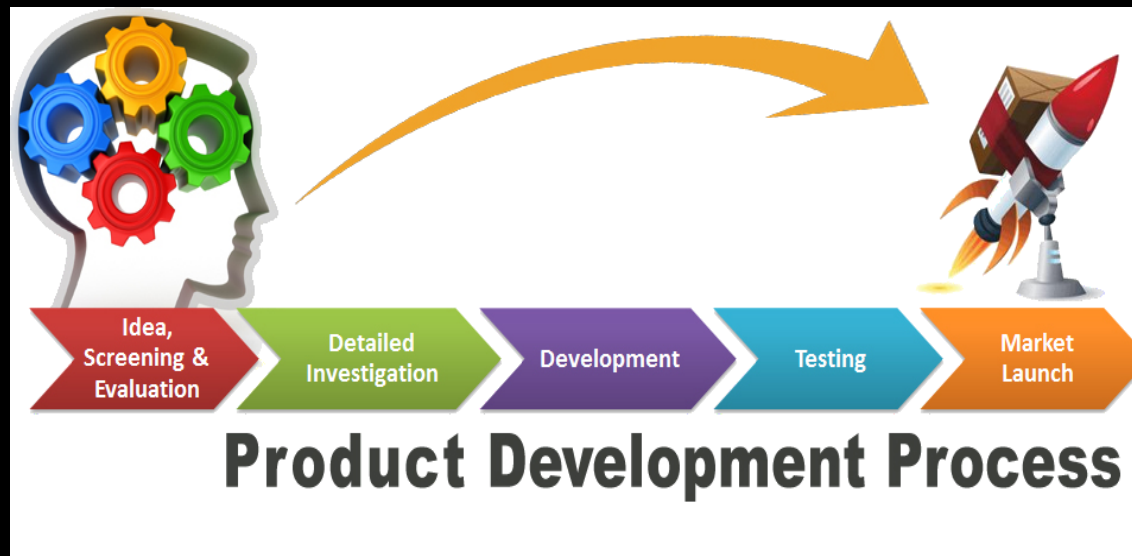 Idea,
Screening &
Evaluation
Detailed
Investigation
Development
Testing
Market
Launch
Product Development Process